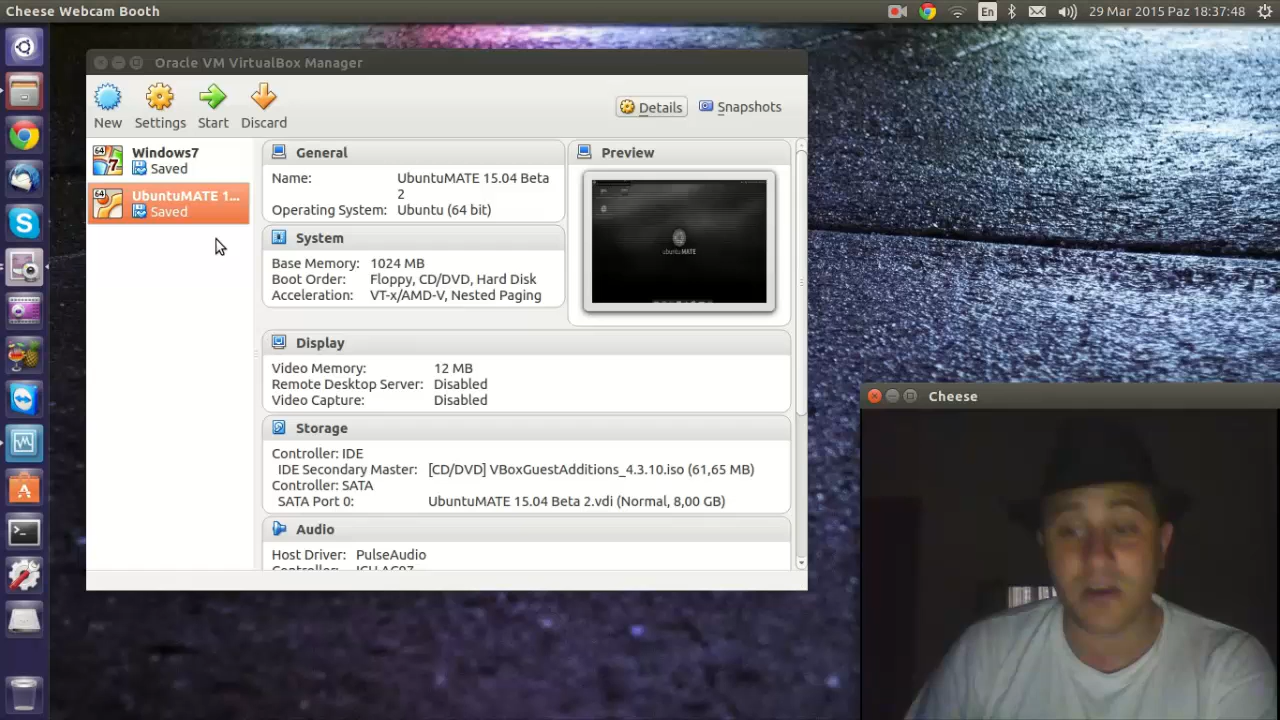 Cheese Webcam Booth
En
29 Mar 2015 Paz 18:37:48
Oracle VM VirtualBox Manager
New
Settings
Start
Discard
Details
Snapshots
64
7
Windows7
Saved
64
UbuntuMATE 1...
Saved
General
Name: UbuntuMATE 15.04 Beta
2
Operating System: Ubuntu (64 bit)
System
Base Memory: 1024 MB
Boot Order: Floppy, CD/DVD, Hard Disk
Acceleration: VT-x/AMD-V, Nested Paging
Preview
ubuntuMATE
Display
Video Memory: 12 MB
Remote Desktop Server: Disabled
Video Capture: Disabled
Storage
Controller: IDE
IDE Secondary Master: [CD/DVD] VBoxGuestAdditions_4.3.10.iso (61,65 MB)
Controller: SATA
SATA Port 0: UbuntuMATE 15.04 Beta 2.vdi (Normal, 8,00 GB)
Audio
Host Driver: PulseAudio
Cheese